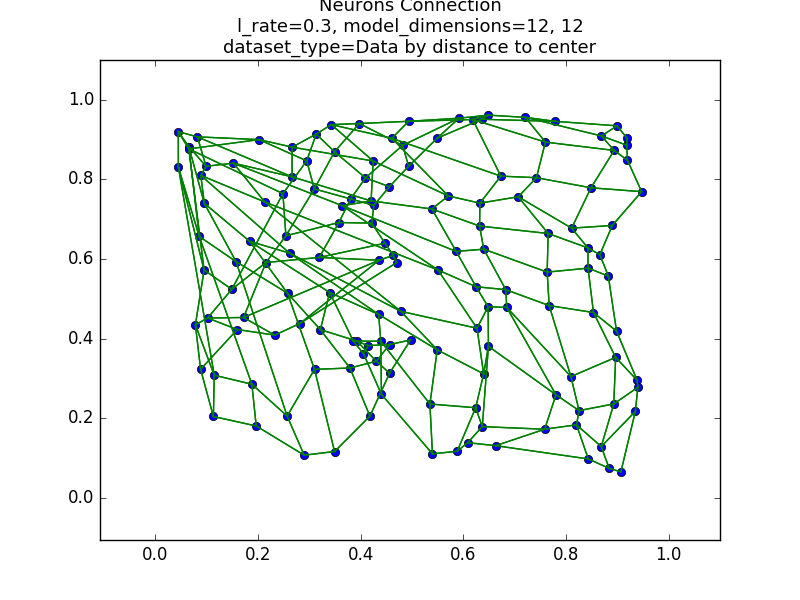 Neurons Connection
l_rate=0.3, model_dimensions=12, 12
dataset_type=Data by distance to center
1.0
0.8
0.6
0.4
0.2
0.0
0.0 0.2 0.4 0.6 0.8 1.0